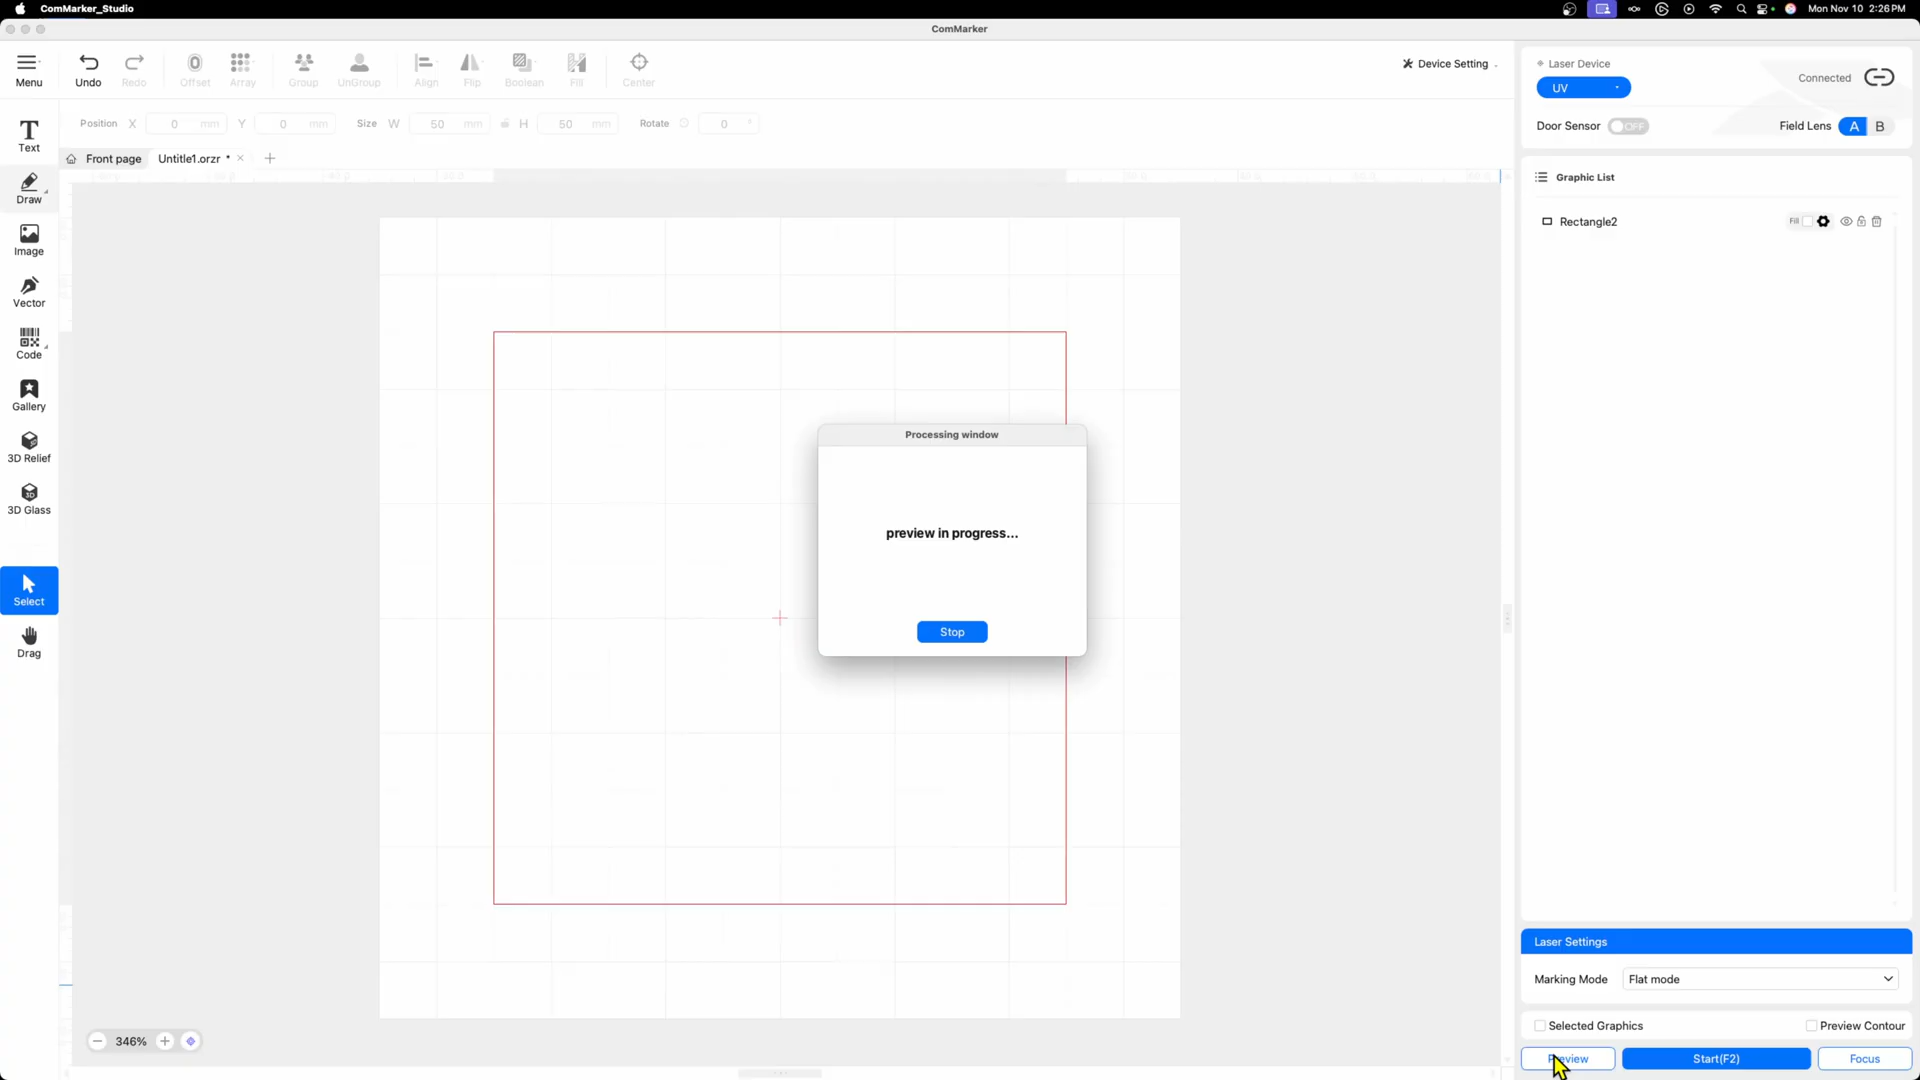 ComMarker_Studio
Mon Nov 10 2:26 PM
ComMarker
Menu
Undo
Redo
Offset
Array
Group
UnGroup
Align
Flip
Boolean
Fill
Center
Device Setting
Position X 0 mm Y 0 mm Size W 50 mm H 50 mm Rotate 0 °
Front page
Untitle1.orzr *
Text
Draw
Image
Vector
Code
Gallery
3D Relief
3D Glass
Select
Drag
Processing window
preview in progress...
Stop
346%
Laser Device
UV
Connected
Door Sensor OFF
Field Lens A B
Graphic List
Rectangle2
Fill
Laser Settings
Marking Mode Flat mode
Selected Graphics
Preview Contour
Preview
Start(F2)
Focus